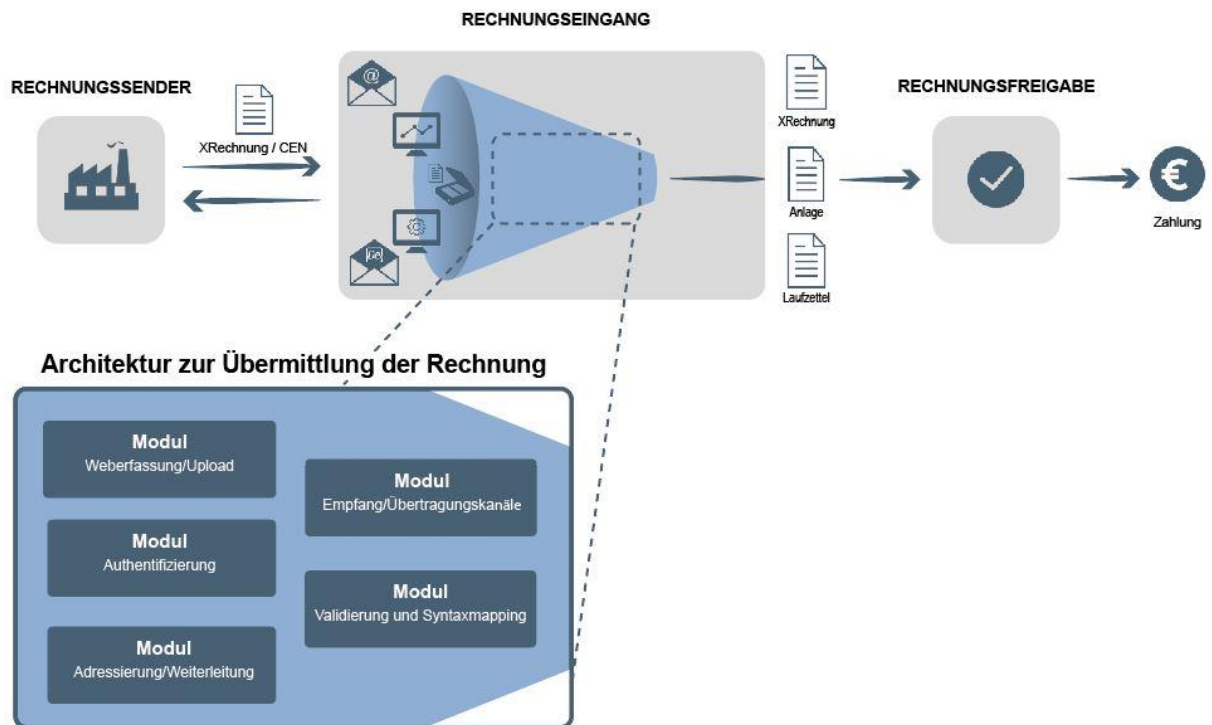 RECHNUNGSEINGANG
RECHNUNGSSENDER
XRechnung / CEN
@
De
XRechnung
Anlage
Laufzettel
RECHNUNGSFREIGABE
€
Zahlung
Architektur zur Übermittlung der Rechnung
Modul
Weberfassung/Upload
Modul
Authentifizierung
Modul
Adressierung/Weiterleitung
Modul
Empfang/Übertragungskanäle
Modul
Validierung und Syntaxmapping